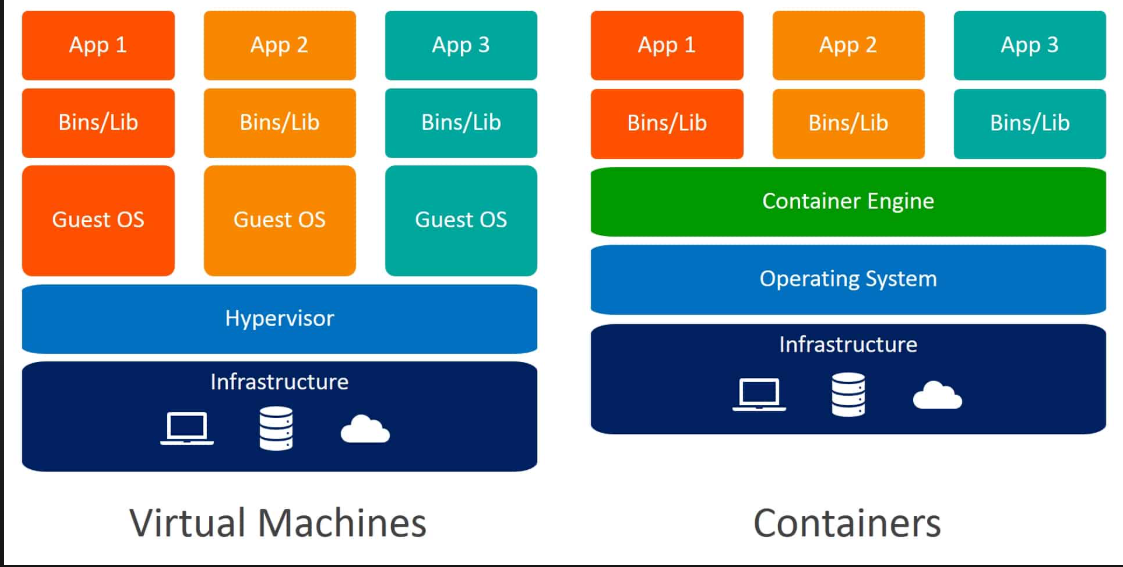 App 1
App 2
App 3
Bins/Lib
Bins/Lib
Bins/Lib
Guest OS
Guest OS
Guest OS
Hypervisor
Infrastructure
Virtual Machines
App 1
App 2
App 3
Bins/Lib
Bins/Lib
Bins/Lib
Container Engine
Operating System
Infrastructure
Containers